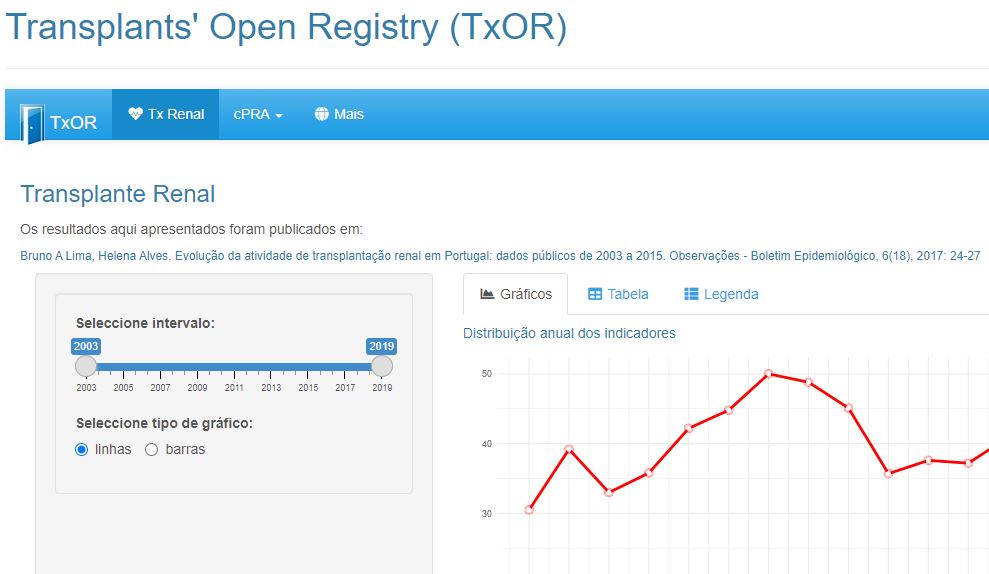 Transplants' Open Registry (TxOR)
TxOR
Tx Renal
cPRA
Mais
Transplante Renal
Os resultados aqui apresentados foram publicados em:
Bruno A Lima, Helena Alves. Evolução da atividade de transplantação renal em Portugal: dados públicos de 2003 a 2015. Observações - Boletim Epidemiológico, 6(18), 2017: 24-27
Seleccione intervalo:
2003 2019
2003 2005 2007 2009 2011 2013 2015 2017 2019
Seleccione tipo de gráfico:
linhas barras
Gráficos Tabela Legenda
Distribuição anual dos indicadores
50
40
30